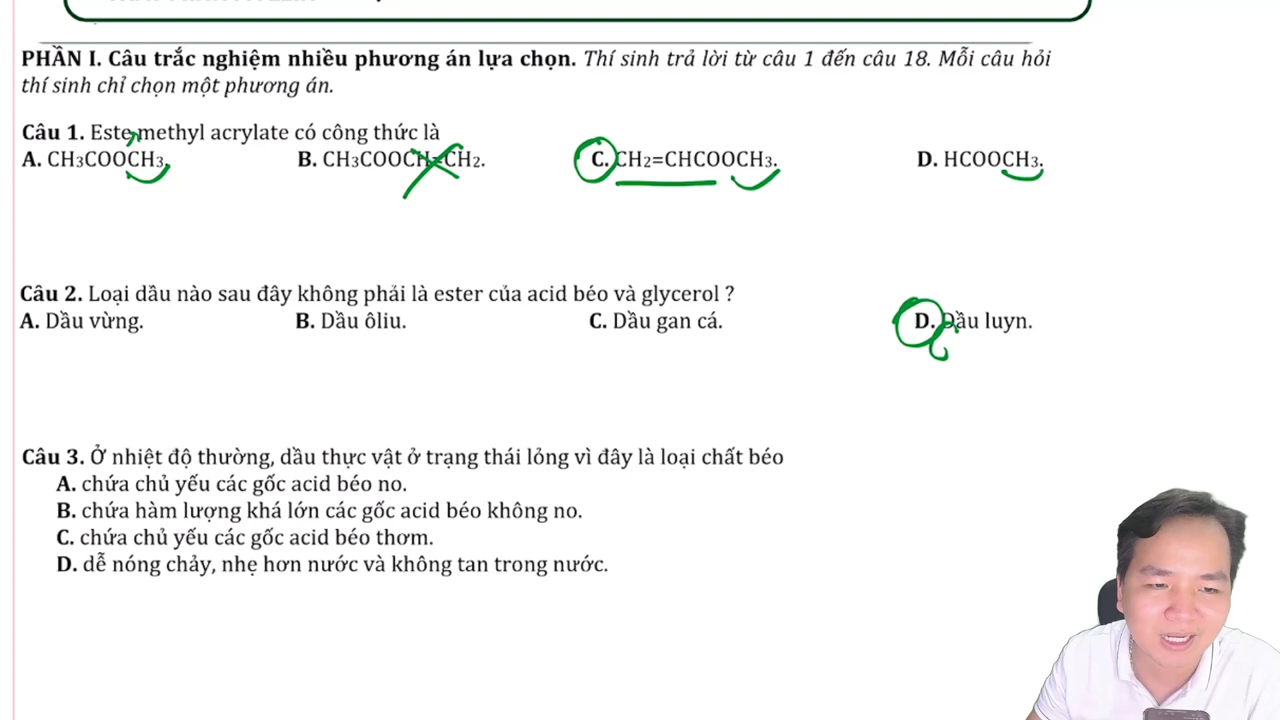 PHẦN I. Câu trắc nghiệm nhiều phương án lựa chọn. Thí sinh trả lời từ câu 1 đến câu 18. Mỗi câu hỏi
thí sinh chỉ chọn một phương án.
Câu 1. Este methyl acrylate có công thức là
A. CH3COOCH3. B. CH3COOCH=CH2. C. CH2=CHCOOCH3. D. HCOOCH3.
Câu 2. Loại dầu nào sau đây không phải là ester của acid béo và glycerol ?
A. Dầu vừng. B. Dầu ôliu. C. Dầu gan cá. D. Dầu luyn.
Câu 3. Ở nhiệt độ thường, dầu thực vật ở trạng thái lỏng vì đây là loại chất béo
A. chứa chủ yếu các gốc acid béo no.
B. chứa hàm lượng khá lớn các gốc acid béo không no.
C. chứa chủ yếu các gốc acid béo thơm.
D. dễ nóng chảy, nhẹ hơn nước và không tan trong nước.